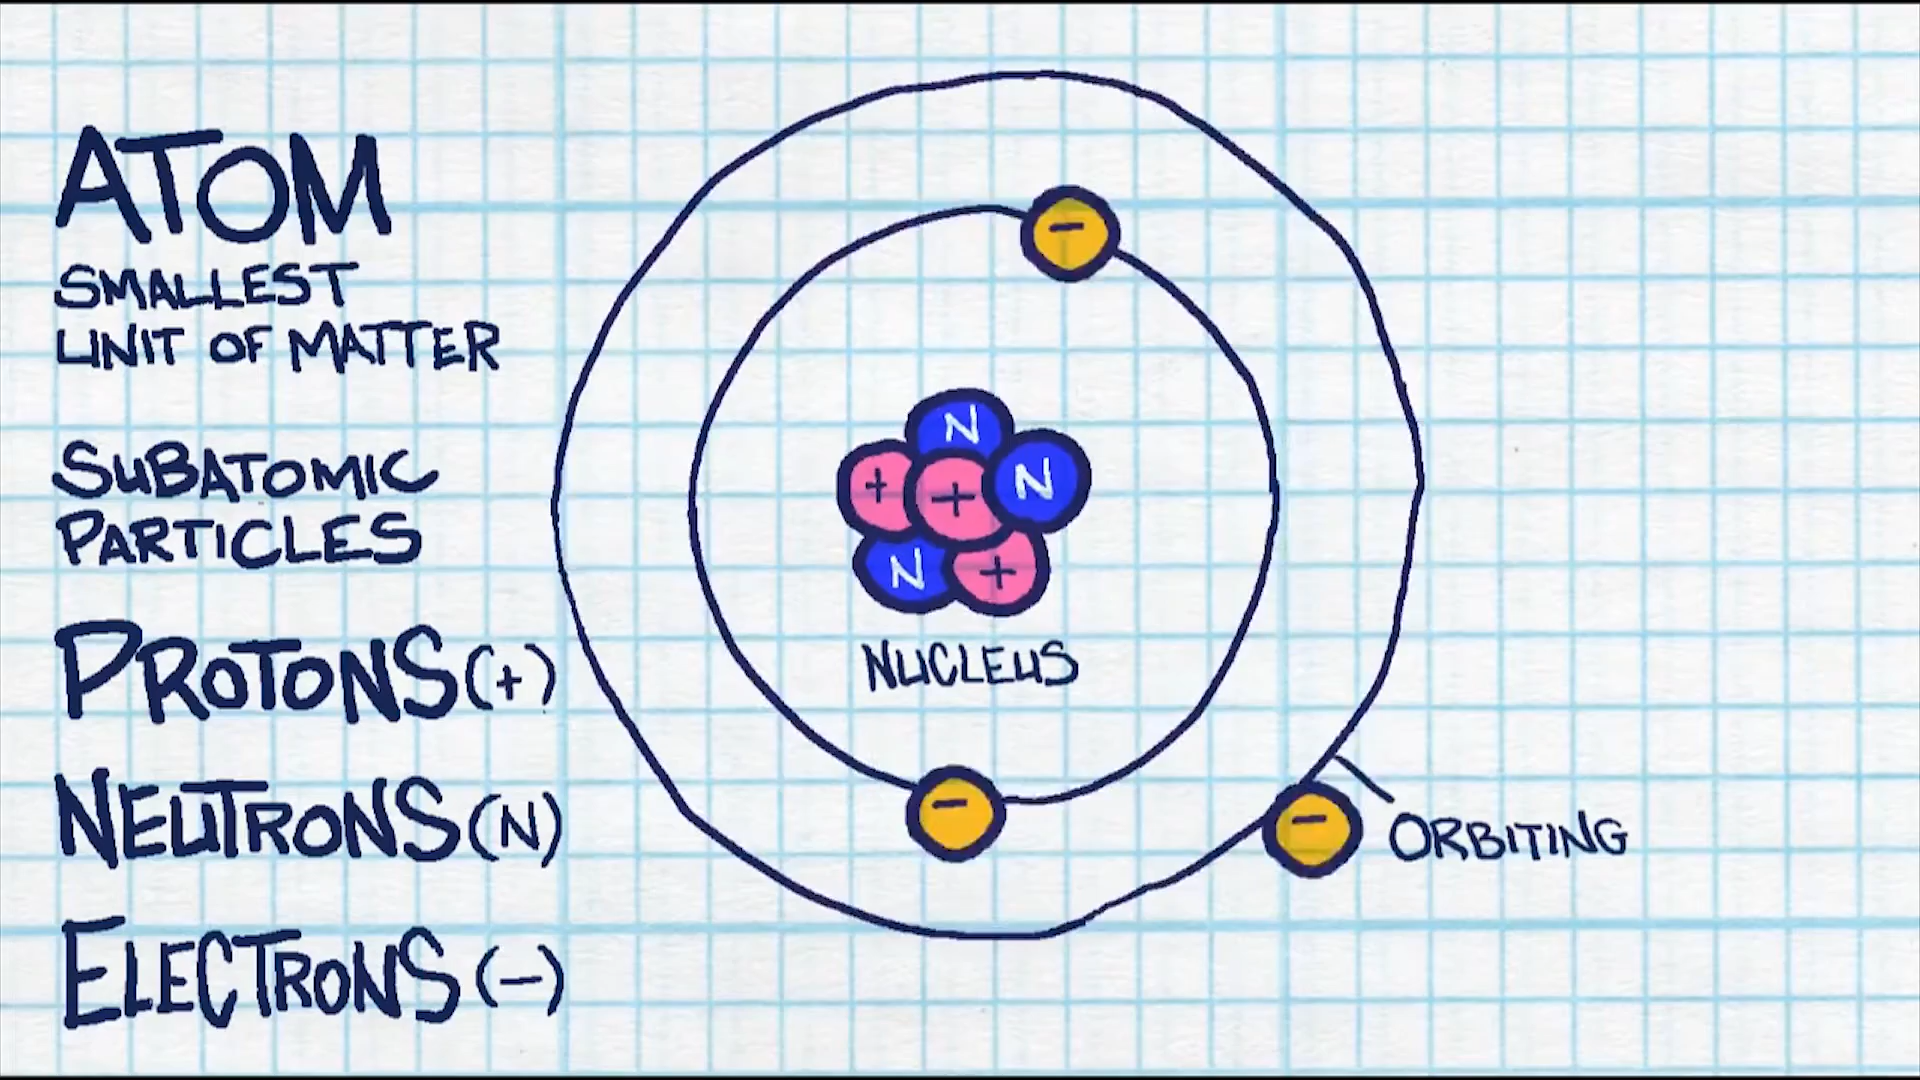 ATOM
SMALLEST
UNIT OF MATTER
SUBATOMIC
PARTICLES
PROTONS (+)
NEUTRONS (N)
ELECTRONS (-)
-
N
N
+
+
N
+
NUCLEUS
-
-
ORBITING